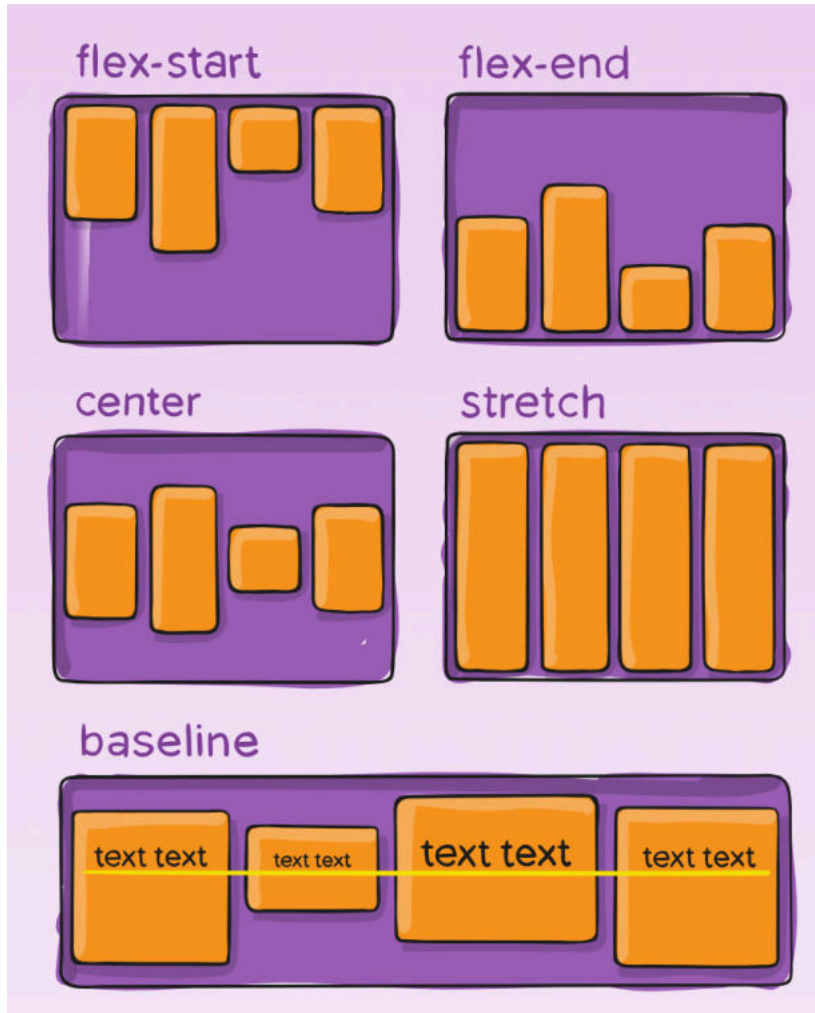 flex-start
flex-end
center
stretch
baseline
text text
text text
text text
text text